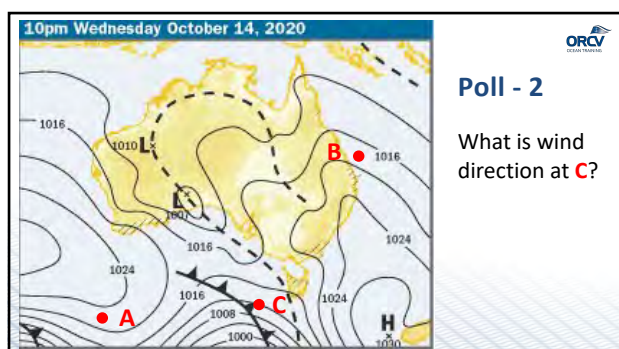 10pm Wednesday October 14, 2020
ORCV
OCEAN TRAINING
Poll - 2
What is wind
direction at C?
1016
1010
L
1016
B
L
1007
1016
1024
1024
1016
A
C
1008
1000
H
1030